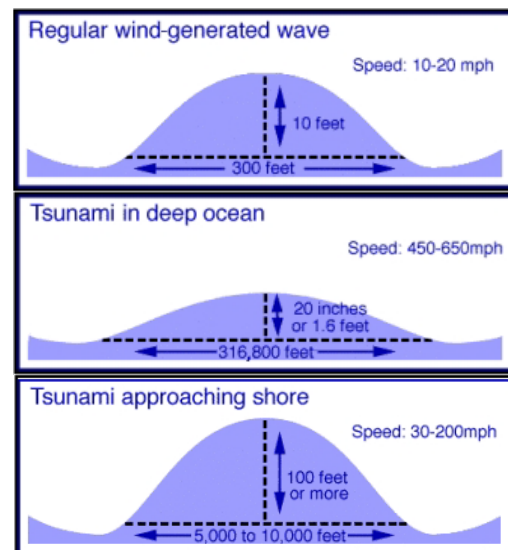 Regular wind-generated wave
Speed: 10-20 mph
10 feet
300 feet
Tsunami in deep ocean
Speed: 450-650mph
20 inches
or 1.6 feet
316,800 feet
Tsunami approaching shore
Speed: 30-200mph
100 feet
or more
5,000 to 10,000 feet